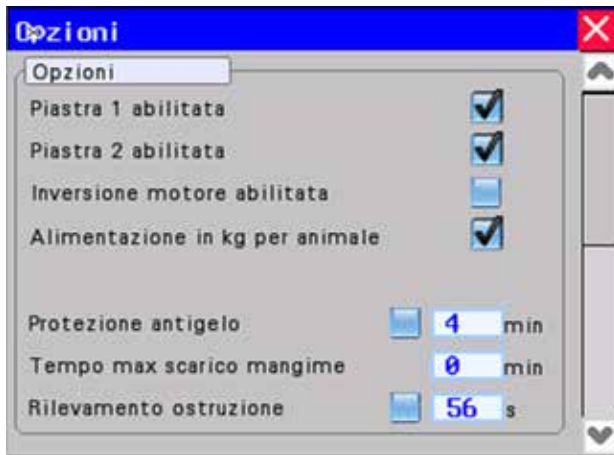 Opzioni
Opzioni
Piastra 1 abilitata
Piastra 2 abilitata
Inversione motore abilitata
Alimentazione in kg per animale
Protezione antigelo 4 min
Tempo max scarico mangime 0 min
Rilevamento ostruzione 56 s